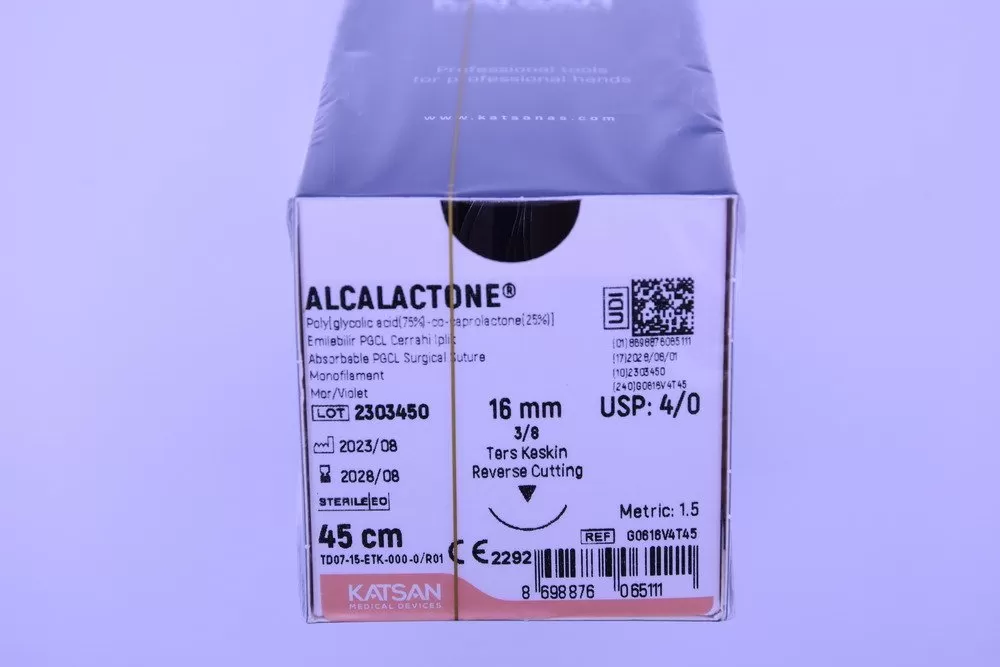 KATSAN
Professional tools
for professional hands
www.katsanas.com
ALCALACTONE®
Poly[glycolic acid(75%)-co-caprolactone(25%)]
Emilebilir PGCL Cerrahi İplik
Absorbable PGCL Surgical Suture
Monofilament
Mor/Violet
LOT 2303450
2023/08
2028/08
STERILE EO
45 cm
TD07-15-ETK-000-0/R01
16 mm
3/8
Ters Keskin
Reverse Cutting
UDI
(01)8698876065111
(17)2028/08/01
(10)2303450
(240)G0616V4T45
USP: 4/0
Metric: 1.5
REF G0616V4T45
CE 2292
8 698876 065111
KATSAN
MEDICAL DEVICES